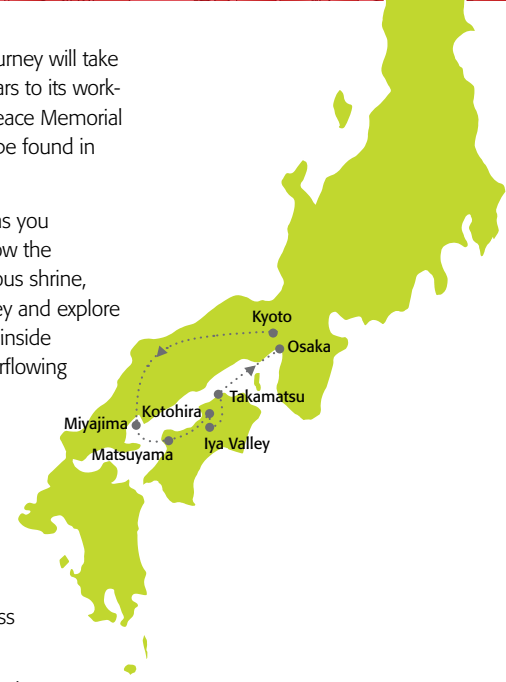 urney will take
ars to its work-
eace Memorial
be found in
as you
ow the
ous shrine,
ey and explore
inside
rflowing
ss
Kyoto
Osaka
Takamatsu
Kotohira
Miyajima
Iya Valley
Matsuyama